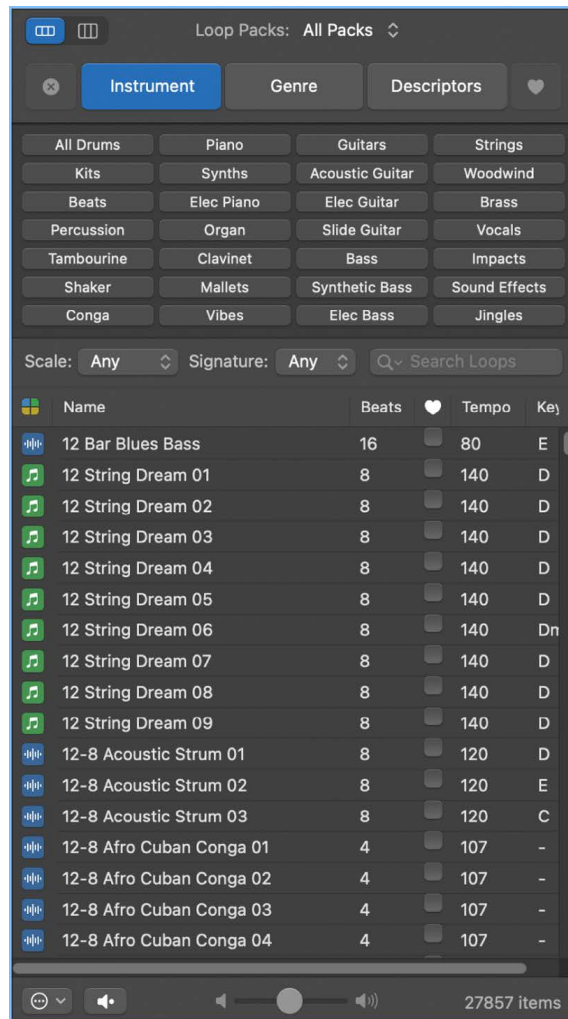 Loop Packs: All Packs
Instrument Genre Descriptors
All Drums Piano Guitars Strings
Kits Synths Acoustic Guitar Woodwind
Beats Elec Piano Elec Guitar Brass
Percussion Organ Slide Guitar Vocals
Tambourine Clavinet Bass Impacts
Shaker Mallets Synthetic Bass Sound Effects
Conga Vibes Elec Bass Jingles
Scale: Any Signature: Any Search Loops
Name Beats Tempo Key
12 Bar Blues Bass 16 80 E
12 String Dream 01 8 140 D
12 String Dream 02 8 140 D
12 String Dream 03 8 140 D
12 String Dream 04 8 140 D
12 String Dream 05 8 140 D
12 String Dream 06 8 140 Dm
12 String Dream 07 8 140 D
12 String Dream 08 8 140 D
12 String Dream 09 8 140 D
12-8 Acoustic Strum 01 8 120 D
12-8 Acoustic Strum 02 8 120 E
12-8 Acoustic Strum 03 8 120 C
12-8 Afro Cuban Conga 01 4 107 -
12-8 Afro Cuban Conga 02 4 107 -
12-8 Afro Cuban Conga 03 4 107 -
12-8 Afro Cuban Conga 04 4 107 -
27857 items